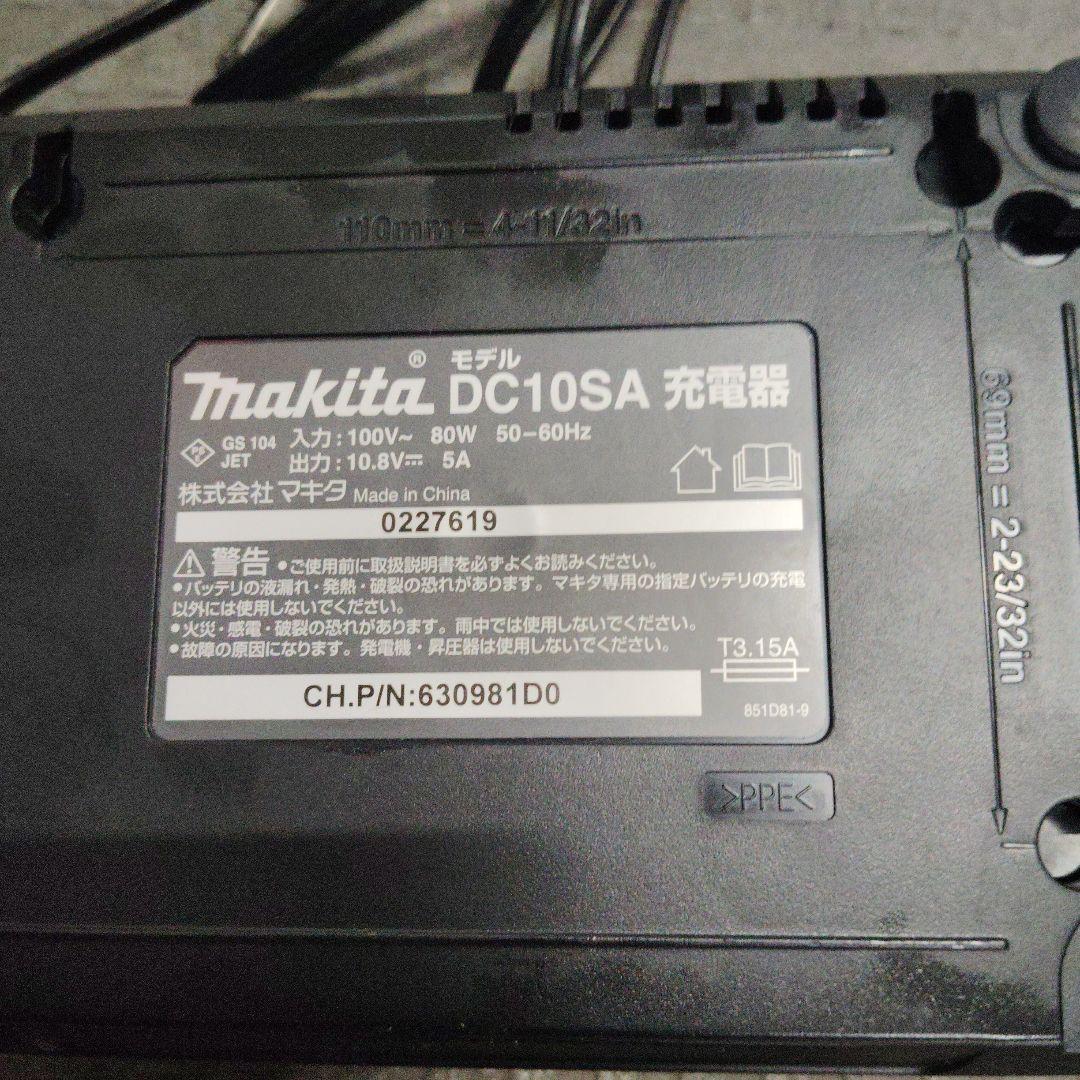 110mm = 4-11/32in
69mm = 2-23/32in
makita® モデル DC10SA 充電器
PS E GS 104 JET
入力：100V～ 80W 50-60Hz
出力：10.8V⎓ 5A
株式会社 マキタ Made in China
0227619
警告 •ご使用前に取扱説明書を必ずよくお読みください。
•バッテリの液漏れ・発熱・破裂の恐れがあります。マキタ専用の指定バッテリの充電
以外には使用しないでください。
•火災・感電・破裂の恐れがあります。雨中では使用しないでください。
•故障の原因になります。発電機・昇圧器は使用しないでください。
T3.15A
CH.P/N:630981D0
851D81-9
>PPE<